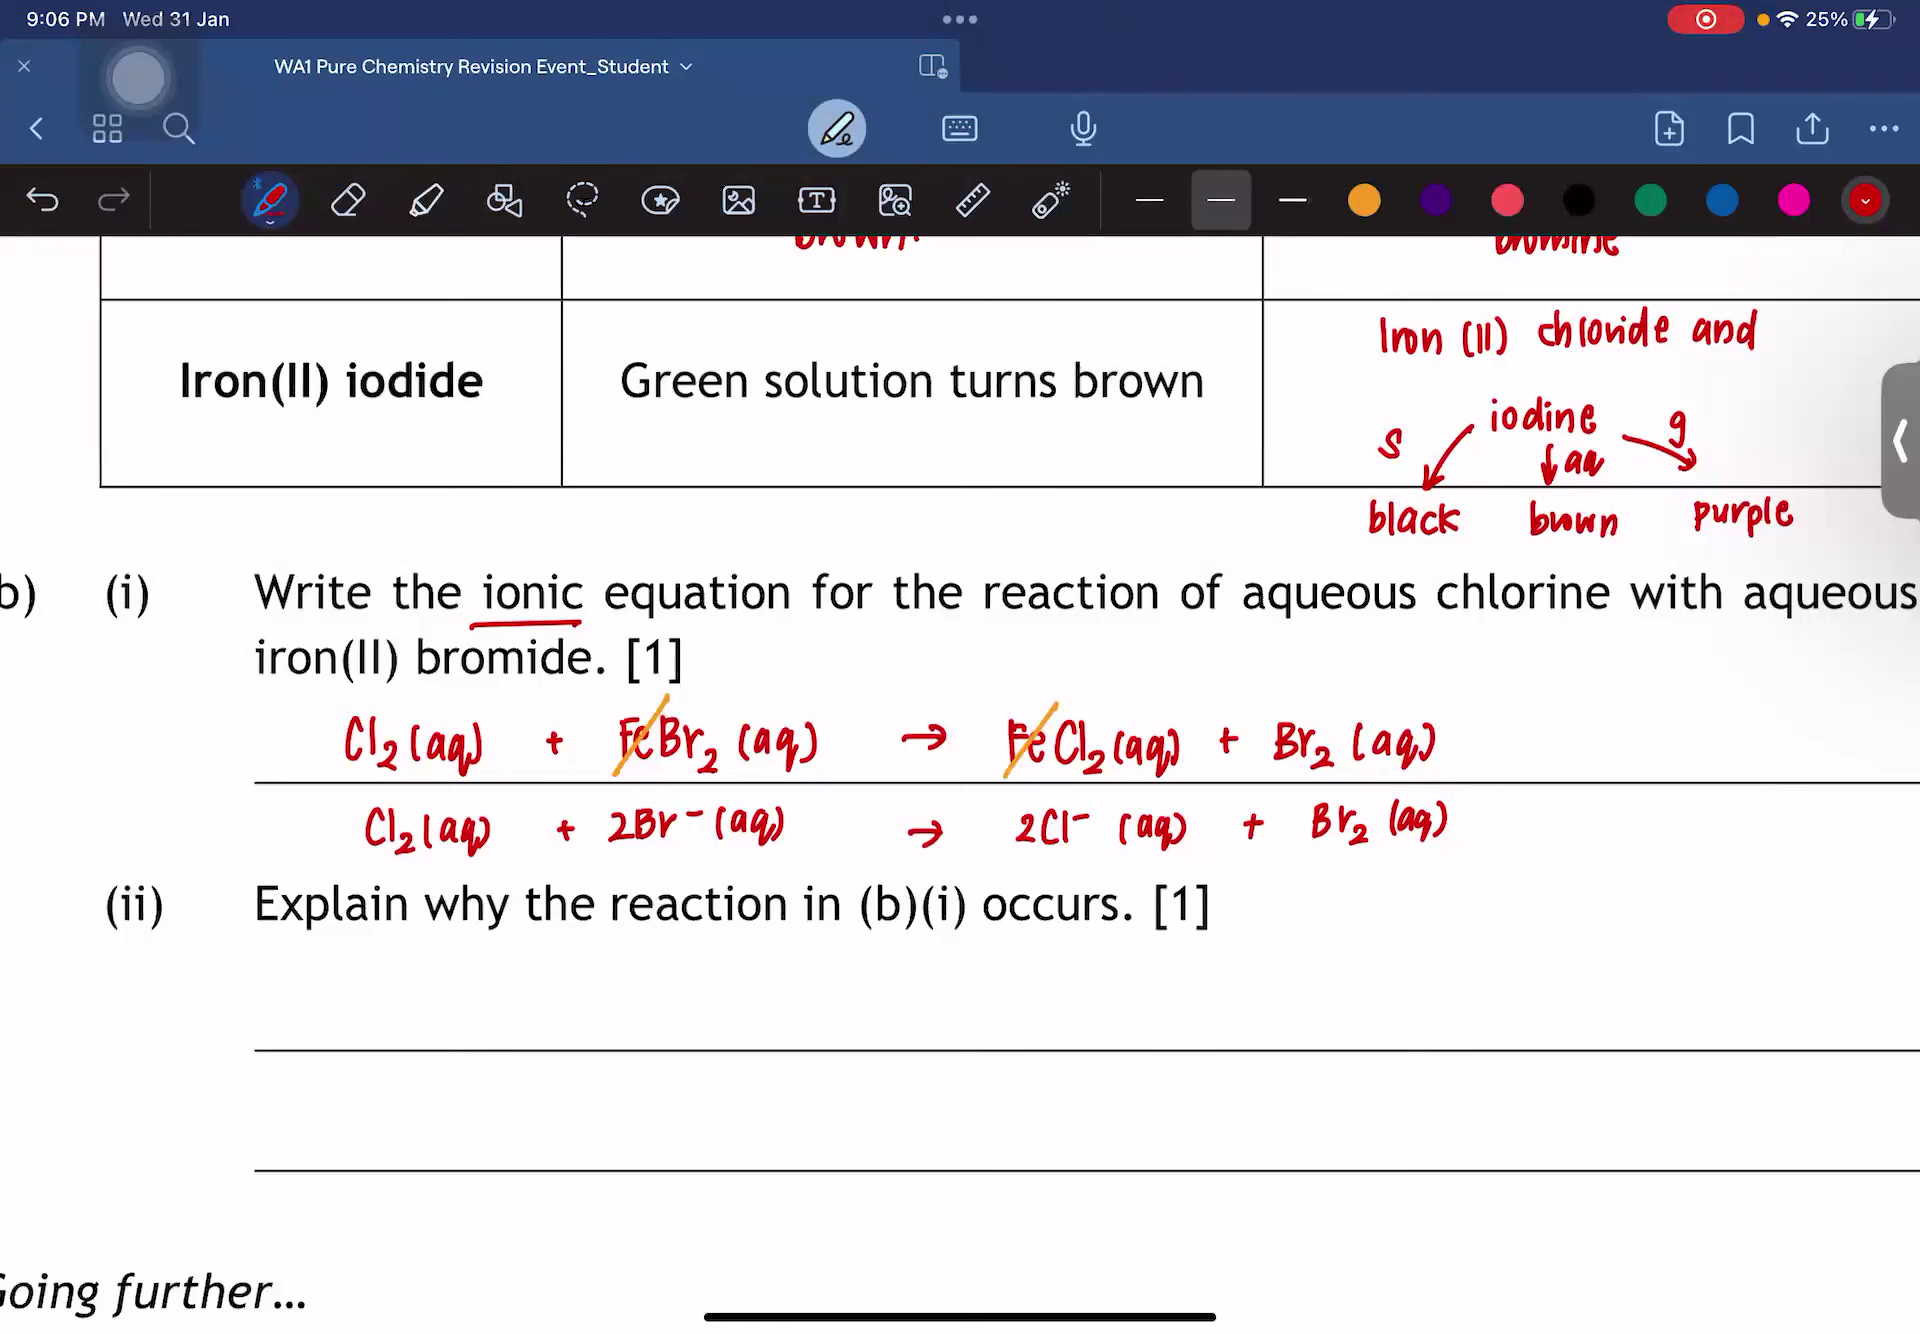 9:06 PM Wed 31 Jan
25%
WA1 Pure Chemistry Revision Event_Student
bromine
Iron(II) iodide
Green solution turns brown
Iron (II) chloride and
iodine
s
aq
g
black
brown
purple
b) (i) Write the ionic equation for the reaction of aqueous chlorine with aqueous
iron(II) bromide. [1]
Cl₂(aq) + FeBr₂ (aq) → FeCl₂(aq) + Br₂ (aq)
Cl₂(aq) + 2Br⁻(aq) → 2Cl⁻ (aq) + Br₂ (aq)
(ii) Explain why the reaction in (b)(i) occurs. [1]
Going further...